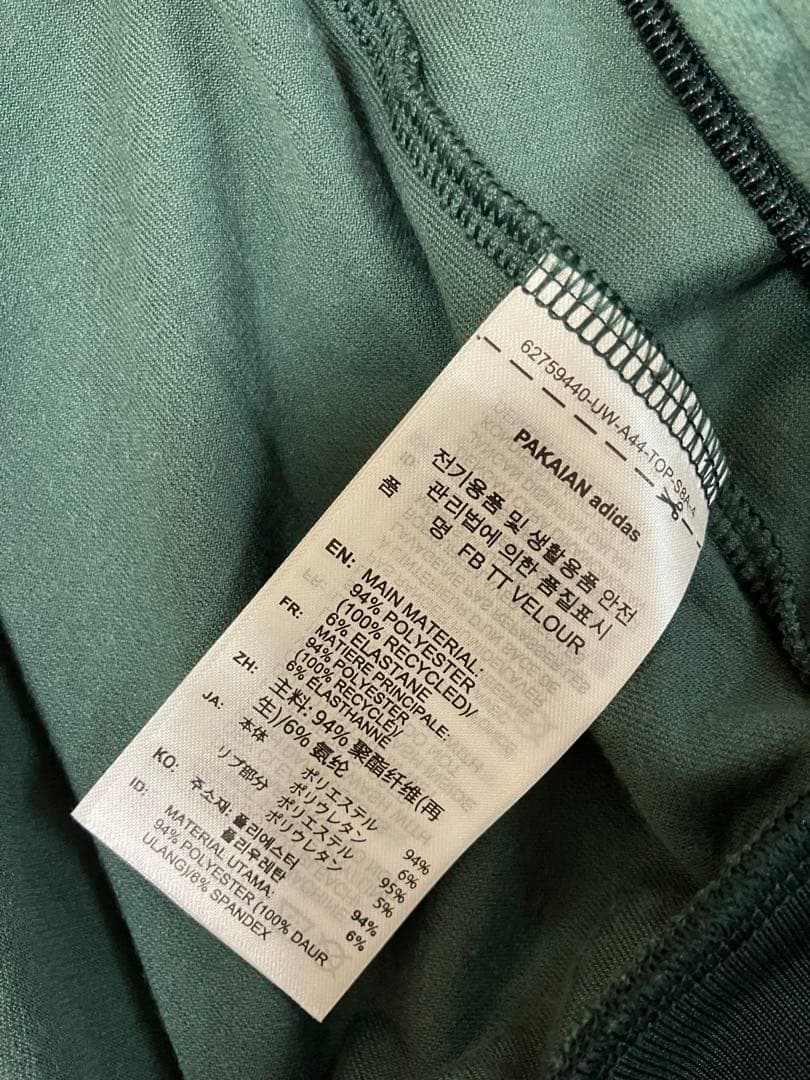 62759440-UW-A44-TOP-S8A-4
PAKAIAN adidas
전기용품 및 생활용품 안전
관리법에 의한 품질표시
품 명 FB TT VELOUR
EN: MAIN MATERIAL:
94% POLYESTER
(100% RECYCLED)/
6% ELASTANE
FR: MATIÈRE PRINCIPALE:
94% POLYESTER
(100% RECYCLÉ)/
6% ÉLASTHANNE
ZH: 主料: 94% 聚酯纤维(再
生)/6% 氨纶
JA: 本体 ポリエステル 94%
ポリウレタン 6%
リブ部分 ポリエステル 95%
ポリウレタン 5%
KO: 주소재: 폴리에스터 94%
폴리우레탄 6%
ID: MATERIAL UTAMA:
94% POLYESTER (100% DAUR
ULANG)/6% SPANDEX